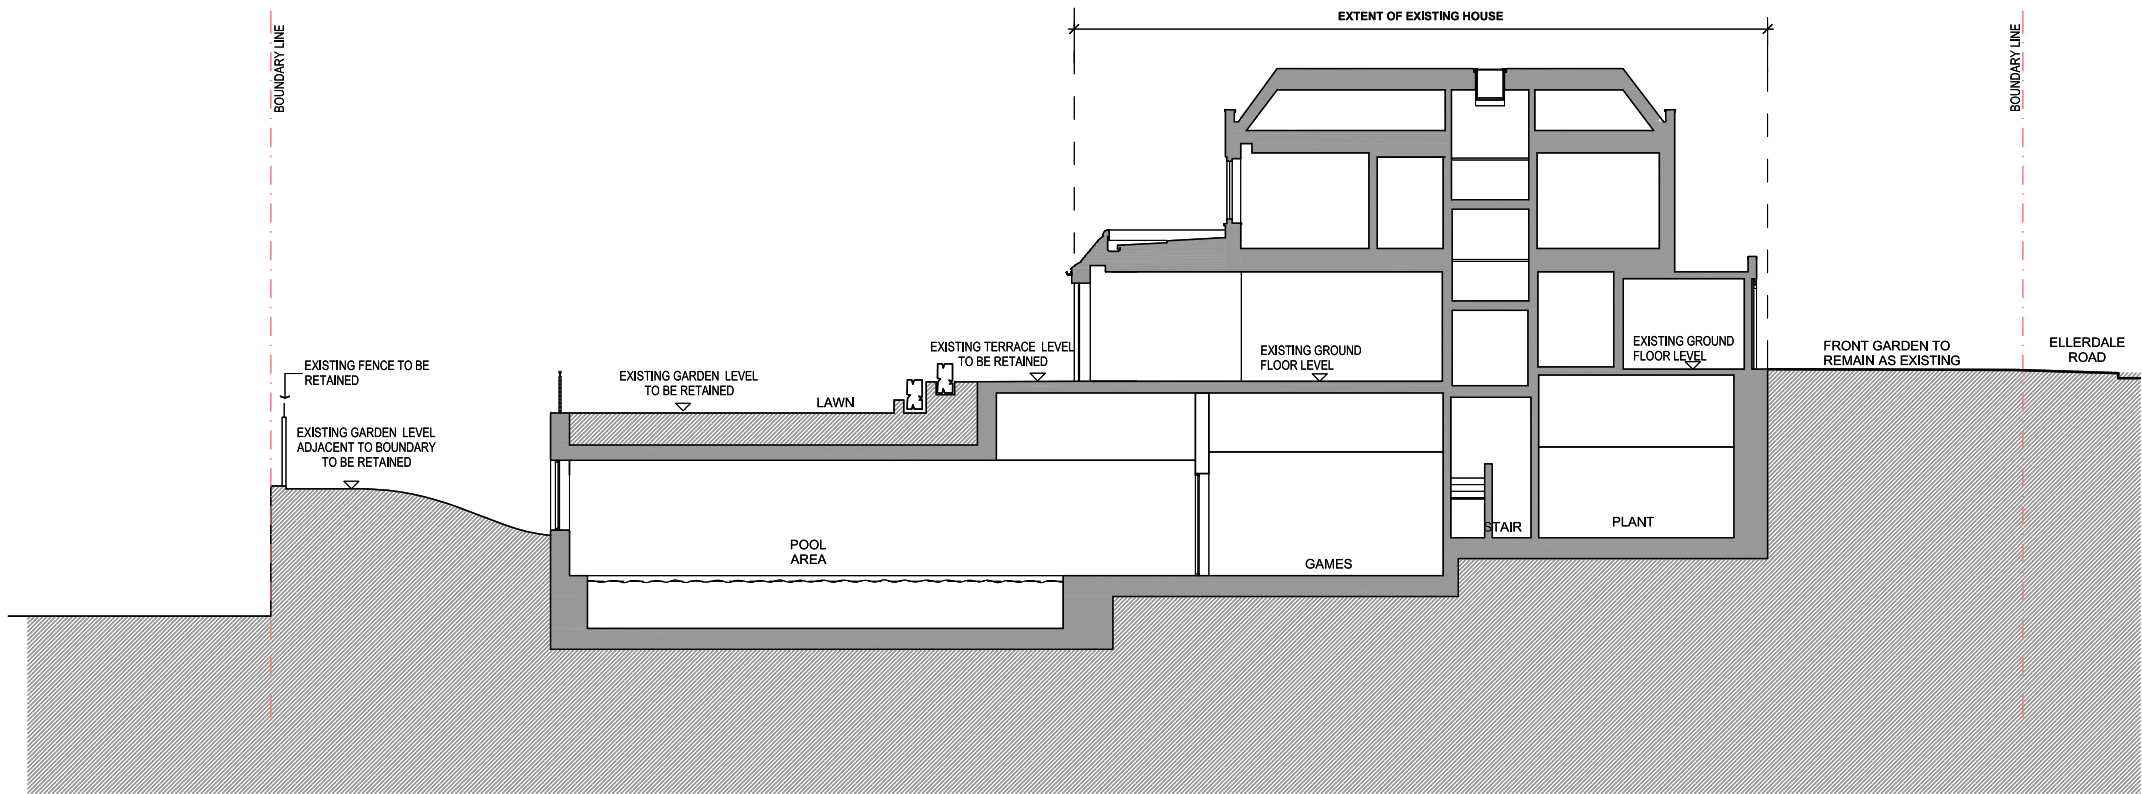 EXTENT OF EXISTING HOUSE
BOUNDARY LINE
BOUNDARY LINE
EXISTING FENCE TO BE
RETAINED
EXISTING GARDEN LEVEL
ADJACENT TO BOUNDARY
TO BE RETAINED
EXISTING GARDEN LEVEL
TO BE RETAINED
LAWN
EXISTING TERRACE LEVEL
TO BE RETAINED
EXISTING GROUND
FLOOR LEVEL
EXISTING GROUND
FLOOR LEVEL
FRONT GARDEN TO
REMAIN AS EXISTING
ELLERDALE
ROAD
POOL
AREA
GAMES
STAIR
PLANT